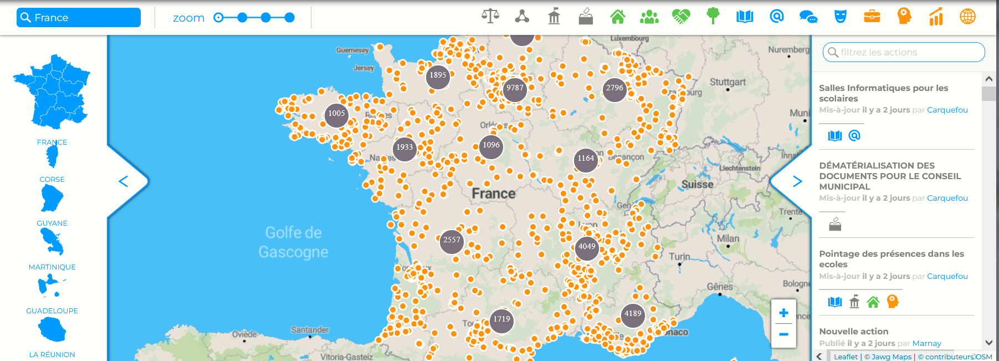 France
zoom
FRANCE
CORSE
GUYANE
MARTINIQUE
GUADELOUPE
LA RÉUNION
Luxembourg
Guernesey
Jersey
Nuremberg
Stuttgart
1895
9787
2796
1005
Orléans
Muni
1933
1096
1164
Besançon
Liechtenstein
Suisse
France
Trente
Golfe de
Gascogne
2557
4049
Lyon
Milan
Turin
Gênes
Bologne
1719
4189
Santander
Oviedo
Vitoria-Gasteiz
onaco
+
−
<
>
filtrez les actions
Salles Informatiques pour les
scolaires
Mis-à-jour il y a 2 jours par Carquefou
DÉMATÉRIALISATION DES
DOCUMENTS POUR LE CONSEIL
MUNICIPAL
Mis-à-jour il y a 2 jours par Carquefou
Pointage des présences dans les
ecoles
Mis-à-jour il y a 2 jours par Carquefou
Nouvelle action
Publié il y a 2 jours par Marnay
Leaflet | © Jawg Maps | © contributeurs OSM